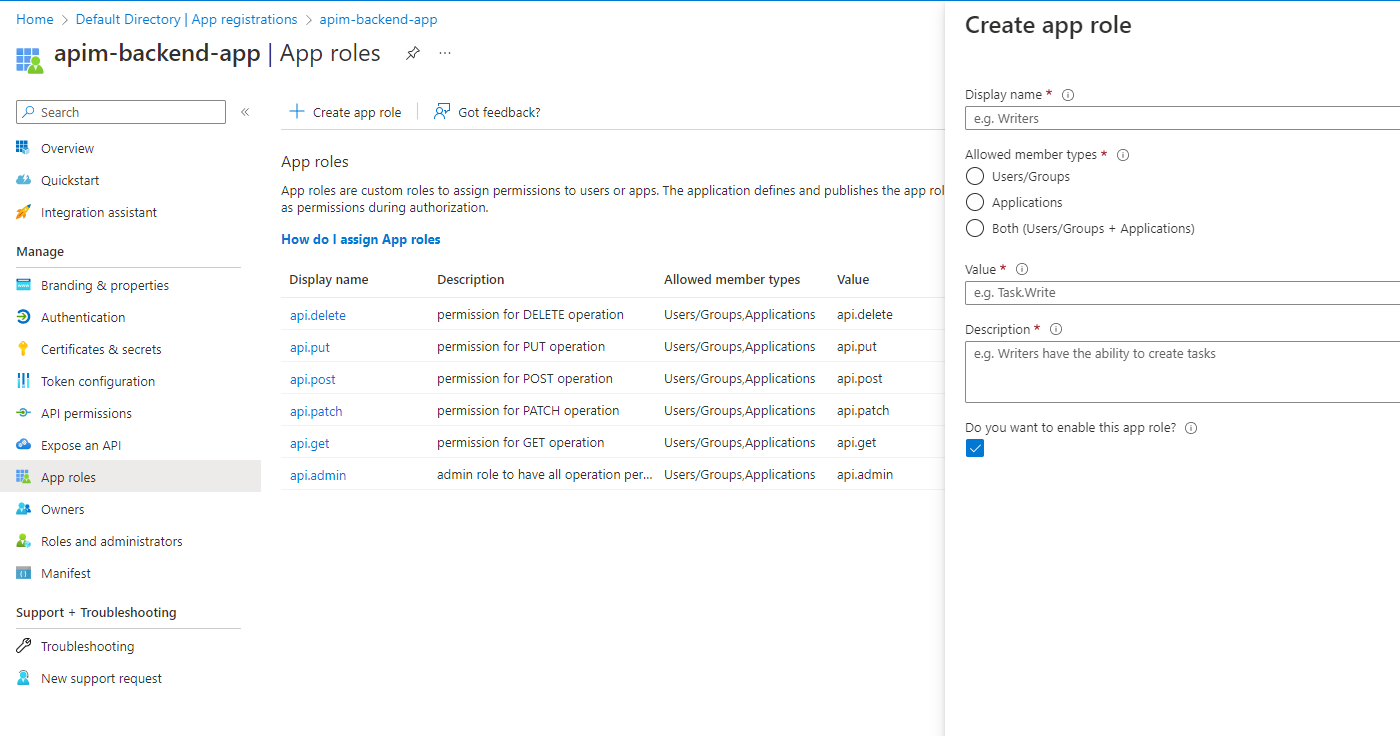 Home > Default Directory | App registrations > apim-backend-app
apim-backend-app | App roles
Search
«
Overview
Quickstart
Integration assistant
Manage
Branding & properties
Authentication
Certificates & secrets
Token configuration
API permissions
Expose an API
App roles
Owners
Roles and administrators
Manifest
Support + Troubleshooting
Troubleshooting
New support request
Create app role
Got feedback?
App roles
App roles are custom roles to assign permissions to users or apps. The application defines and publishes the app rol
as permissions during authorization.
How do I assign App roles
Display name Description Allowed member types Value
api.delete permission for DELETE operation Users/Groups,Applications api.delete
api.put permission for PUT operation Users/Groups,Applications api.put
api.post permission for POST operation Users/Groups,Applications api.post
api.patch permission for PATCH operation Users/Groups,Applications api.patch
api.get permission for GET operation Users/Groups,Applications api.get
api.admin admin role to have all operation per... Users/Groups,Applications api.admin
Create app role
Display name *
e.g. Writers
Allowed member types *
Users/Groups
Applications
Both (Users/Groups + Applications)
Value *
e.g. Task.Write
Description *
e.g. Writers have the ability to create tasks
Do you want to enable this app role?